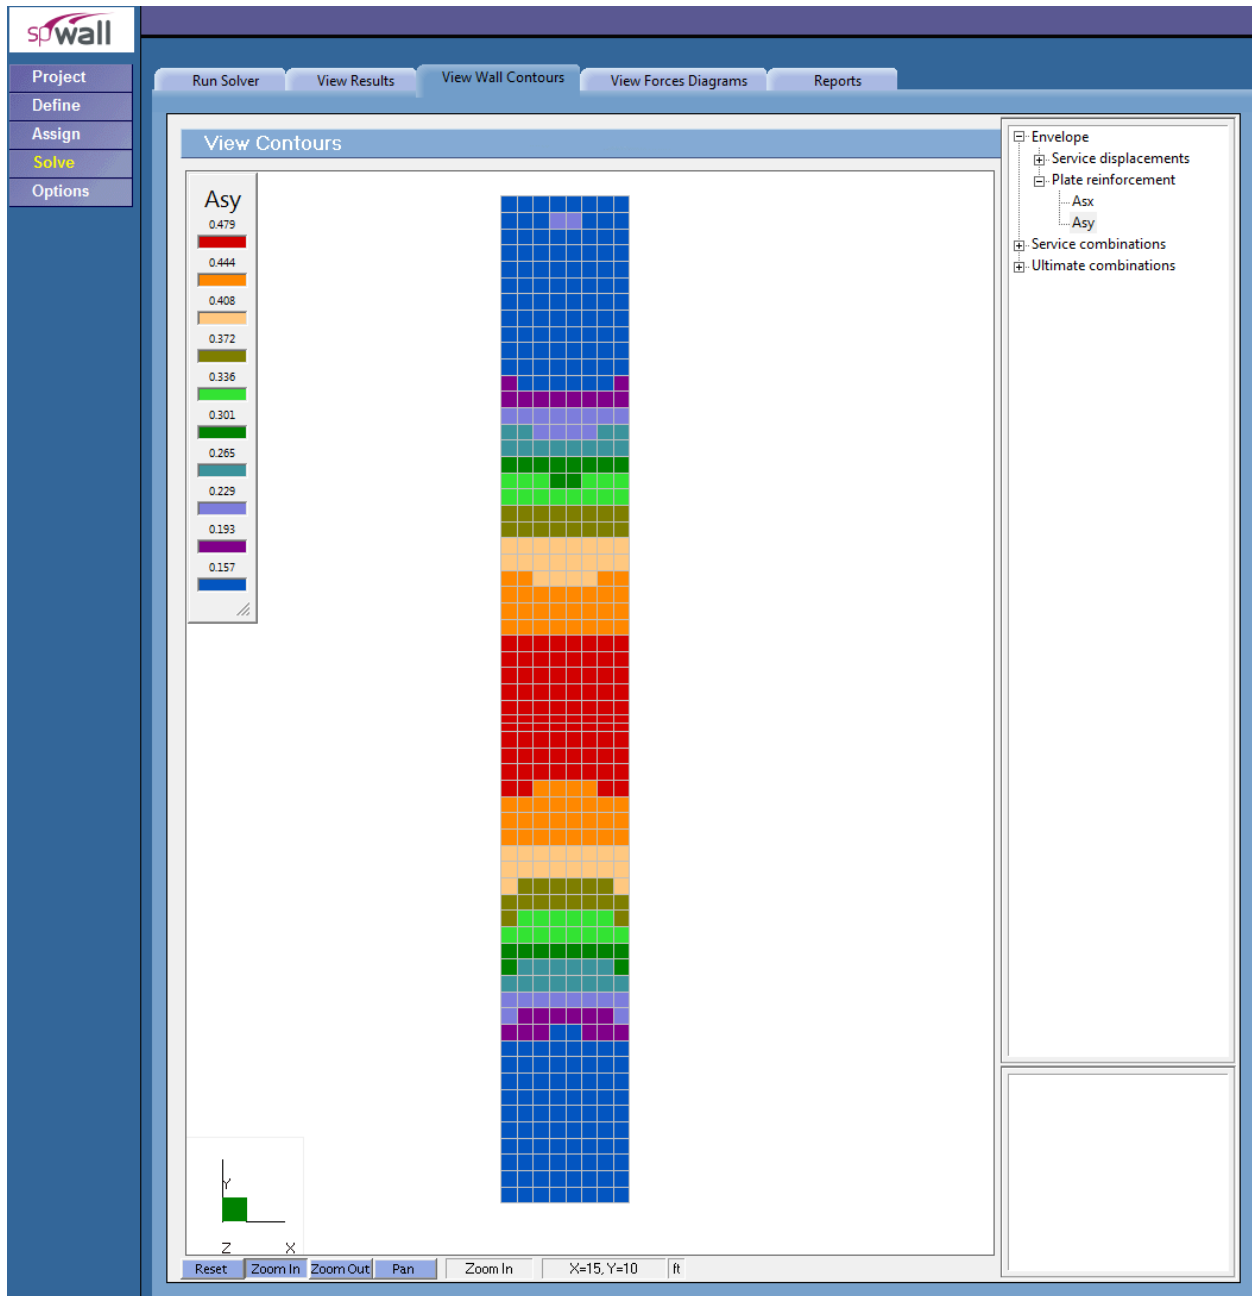 spwall
Project
Define
Assign
Solve
Options
Run Solver
View Results
View Wall Contours
View Forces Diagrams
Reports
View Contours
Asy
0.479
0.444
0.408
0.372
0.336
0.301
0.265
0.229
0.193
0.157
Envelope
Service displacements
Plate reinforcement
Asx
Asy
Service combinations
Ultimate combinations
Y
Z X
Reset Zoom In Zoom Out Pan Zoom In X=15, Y=10 ft